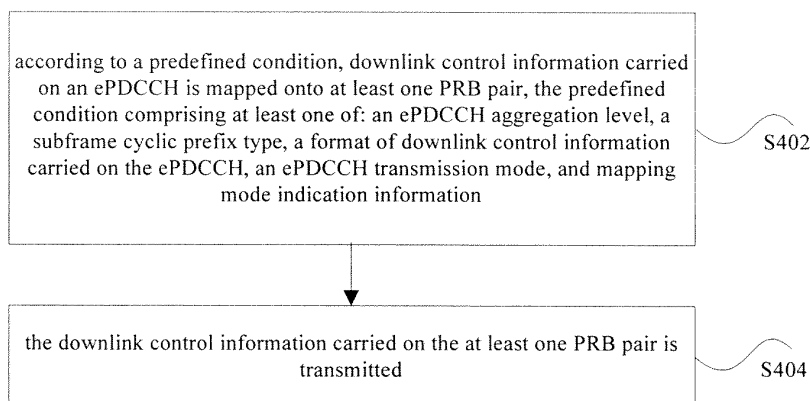 according to a predefined condition, downlink control information carried
on an ePDCCH is mapped onto at least one PRB pair, the predefined
condition comprising at least one of: an ePDCCH aggregation level, a
subframe cyclic prefix type, a format of downlink control information
carried on the ePDCCH, an ePDCCH transmission mode, and mapping
mode indication information
S402
the downlink control information carried on the at least one PRB pair is
transmitted
S404